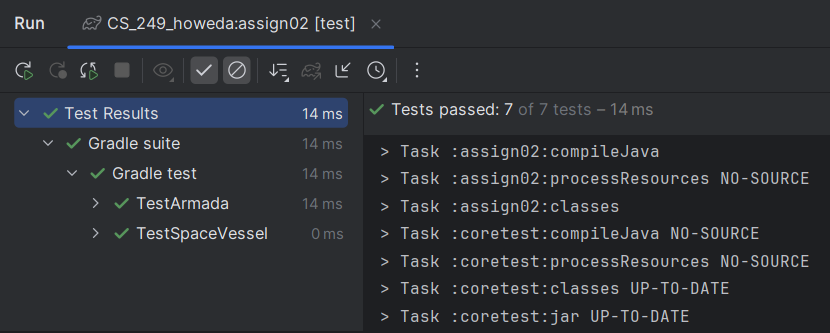 Run CS_249_howeda:assign02 [test]
Test Results 14 ms
Gradle suite 14 ms
Gradle test 14 ms
TestArmada 14 ms
TestSpaceVessel 0 ms
Tests passed: 7 of 7 tests – 14 ms
> Task :assign02:compileJava
> Task :assign02:processResources NO-SOURCE
> Task :assign02:classes
> Task :coretest:compileJava NO-SOURCE
> Task :coretest:processResources NO-SOURCE
> Task :coretest:classes UP-TO-DATE
> Task :coretest:jar UP-TO-DATE